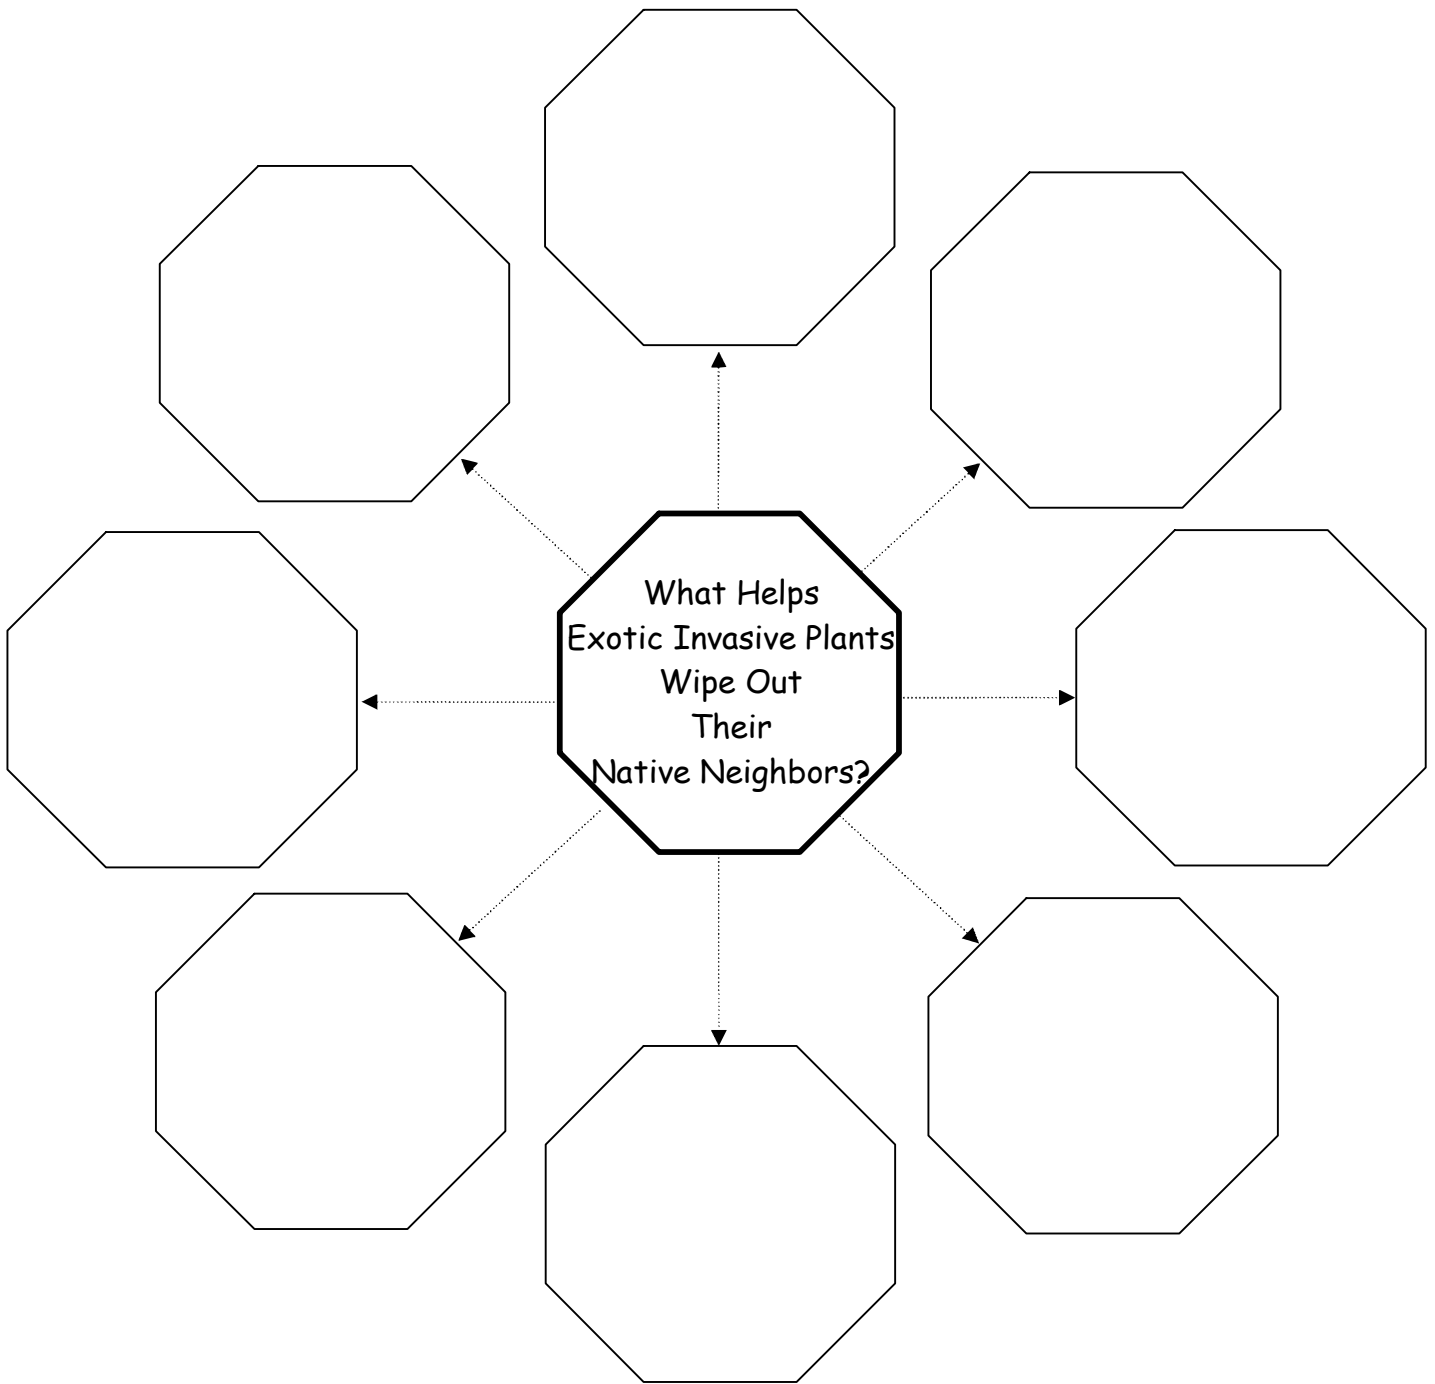 What Helps
Exotic Invasive Plants
Wipe Out
Their
Native Neighbors?